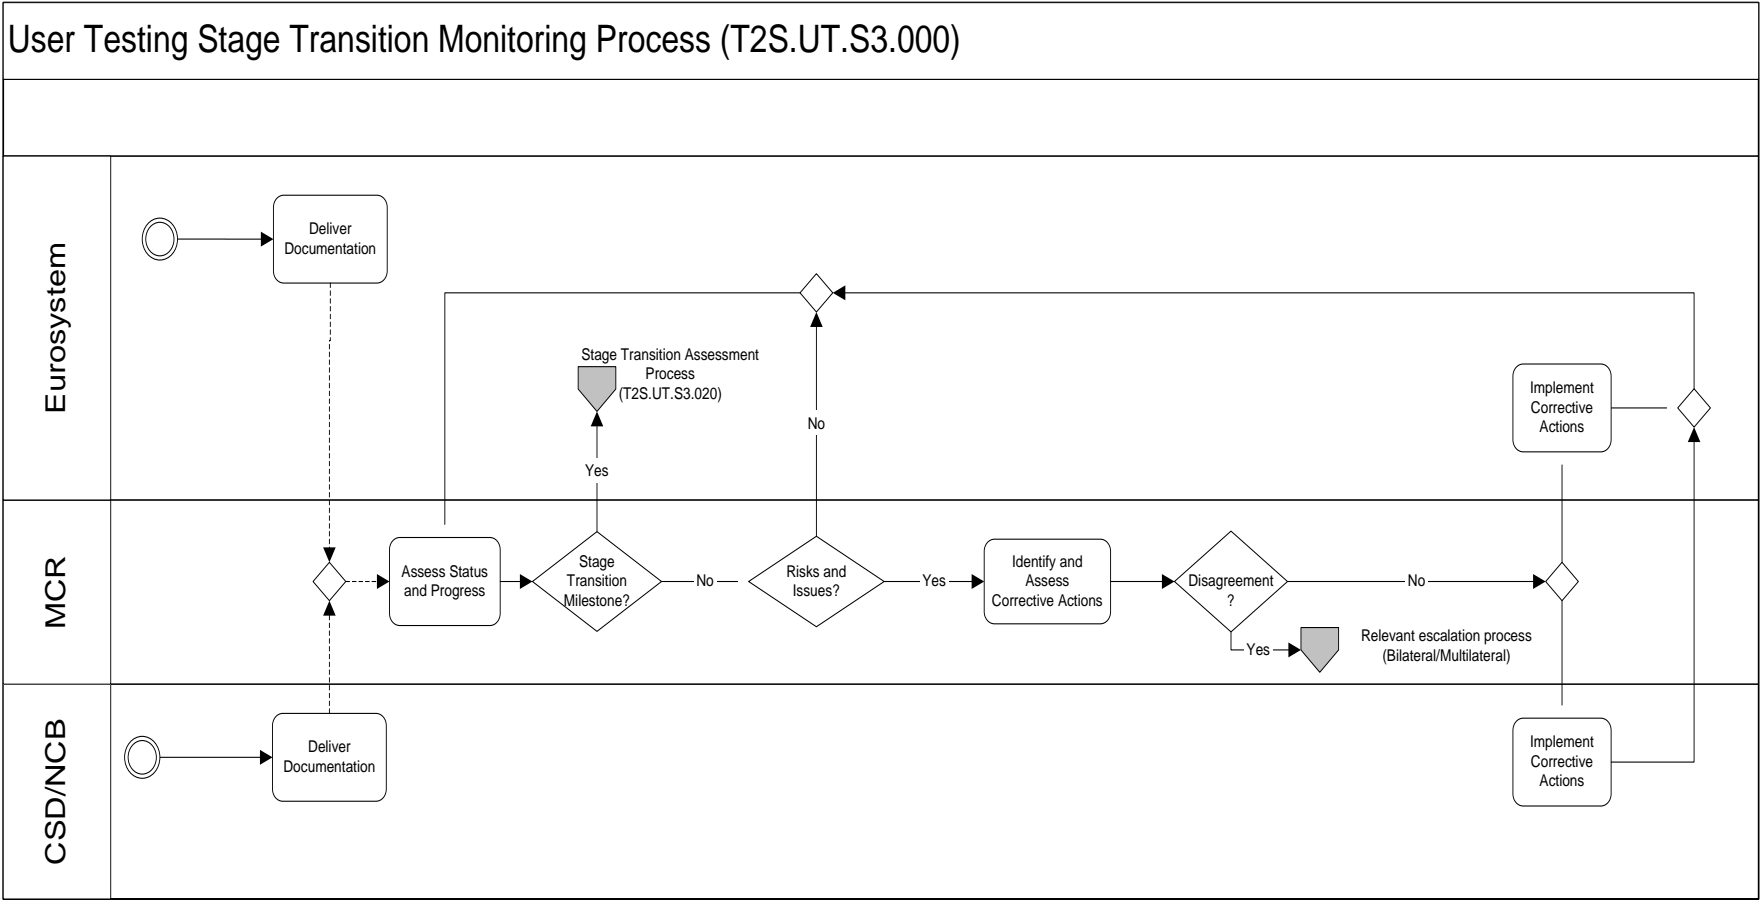 User Testing Stage Transition Monitoring Process (T2S.UT.S3.000)
Eurosystem
Deliver
Documentation
Stage Transition Assessment
Process
(T2S.UT.S3.020)
Yes
No
Implement
Corrective
Actions
MCR
Assess Status
and Progress
Stage
Transition
Milestone?
No
Risks and
Issues?
Yes
Identify and
Assess
Corrective Actions
Disagreement
?
No
Yes
Relevant escalation process
(Bilateral/Multilateral)
CSD/NCB
Deliver
Documentation
Implement
Corrective
Actions